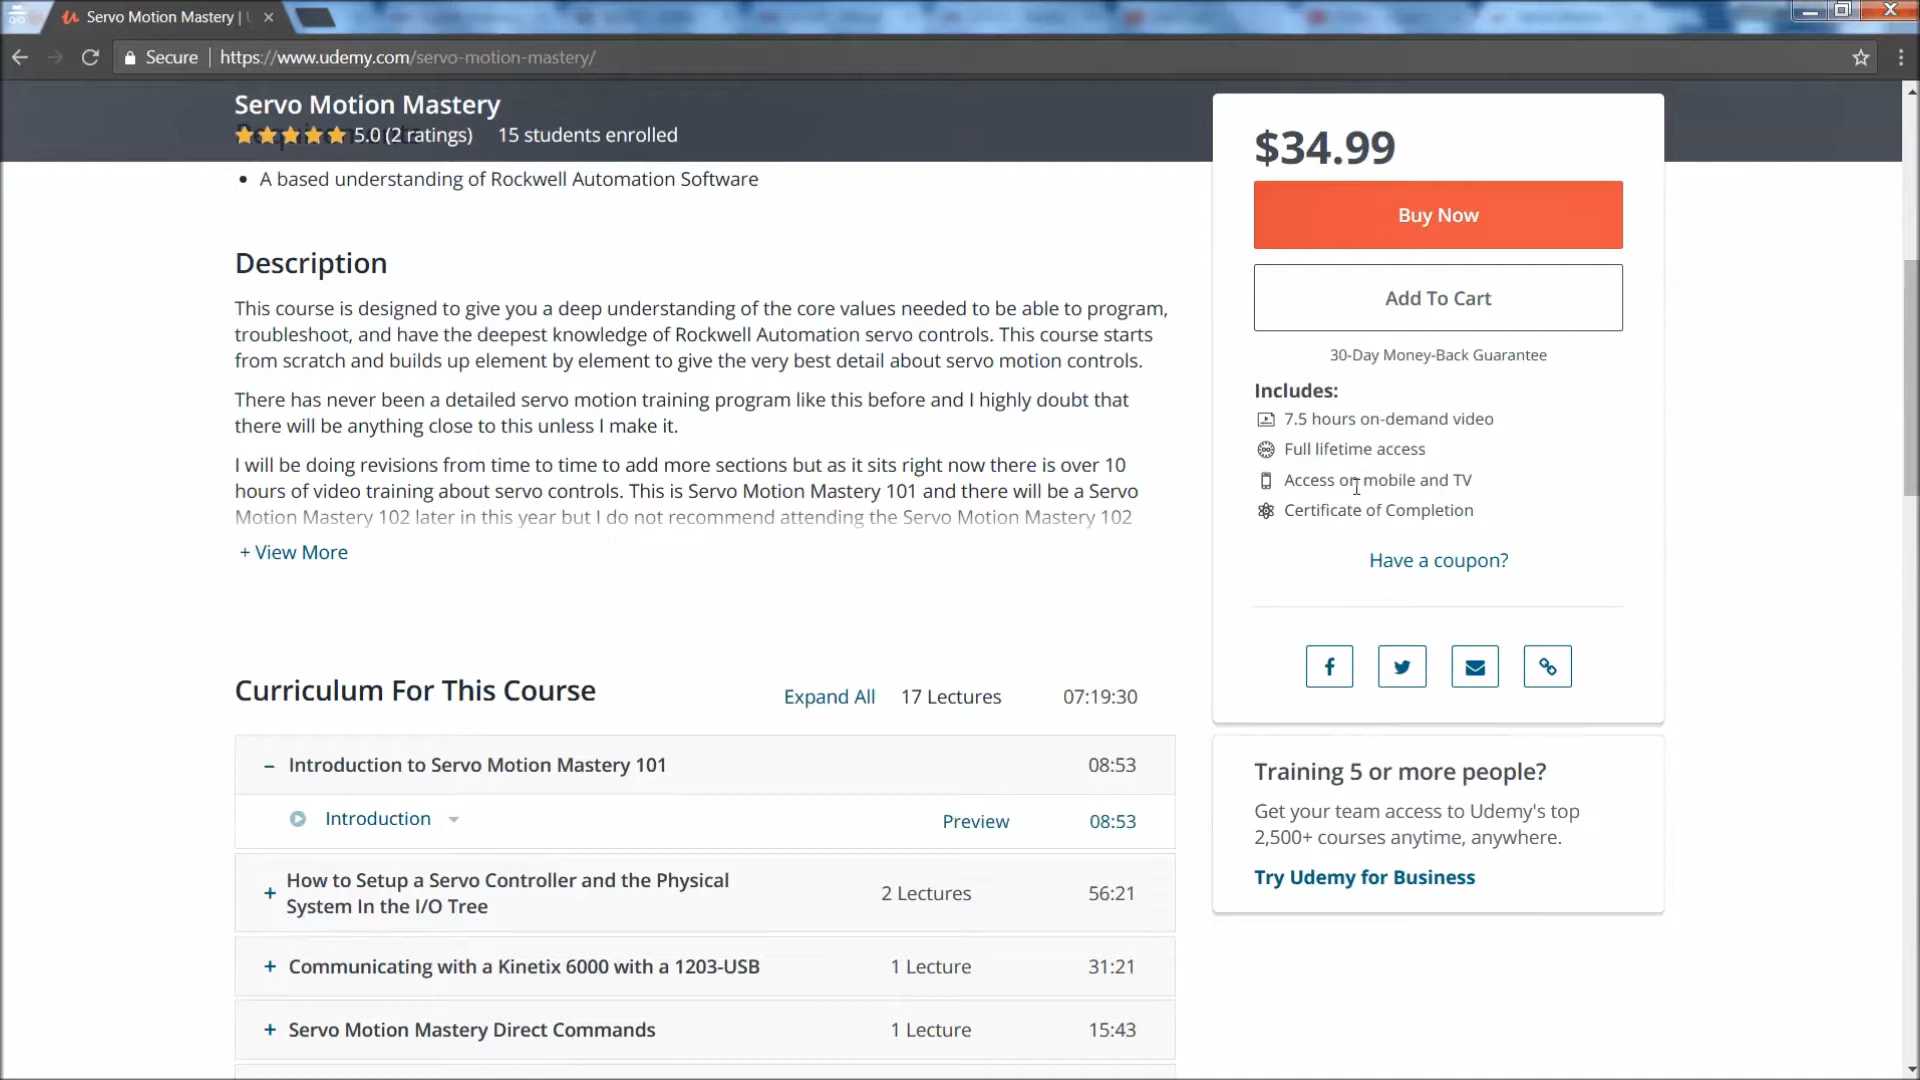 Servo Motion Mastery |
Secure
https://www.udemy.com/servo-motion-mastery/
Servo Motion Mastery
5.0 (2 ratings) 15 students enrolled
• A based understanding of Rockwell Automation Software
Description
This course is designed to give you a deep understanding of the core values needed to be able to program,
troubleshoot, and have the deepest knowledge of Rockwell Automation servo controls. This course starts
from scratch and builds up element by element to give the very best detail about servo motion controls.
There has never been a detailed servo motion training program like this before and I highly doubt that
there will be anything close to this unless I make it.
I will be doing revisions from time to time to add more sections but as it sits right now there is over 10
hours of video training about servo controls. This is Servo Motion Mastery 101 and there will be a Servo
Motion Mastery 102 later in this year but I do not recommend attending the Servo Motion Mastery 102
+ View More
Curriculum For This Course
Expand All 17 Lectures 07:19:30
– Introduction to Servo Motion Mastery 101 08:53
Introduction Preview 08:53
+ How to Setup a Servo Controller and the Physical
System In the I/O Tree 2 Lectures 56:21
+ Communicating with a Kinetix 6000 with a 1203-USB 1 Lecture 31:21
+ Servo Motion Mastery Direct Commands 1 Lecture 15:43
$34.99
Buy Now
Add To Cart
30-Day Money-Back Guarantee
Includes:
7.5 hours on-demand video
Full lifetime access
Access on mobile and TV
Certificate of Completion
Have a coupon?
Training 5 or more people?
Get your team access to Udemy's top
2,500+ courses anytime, anywhere.
Try Udemy for Business